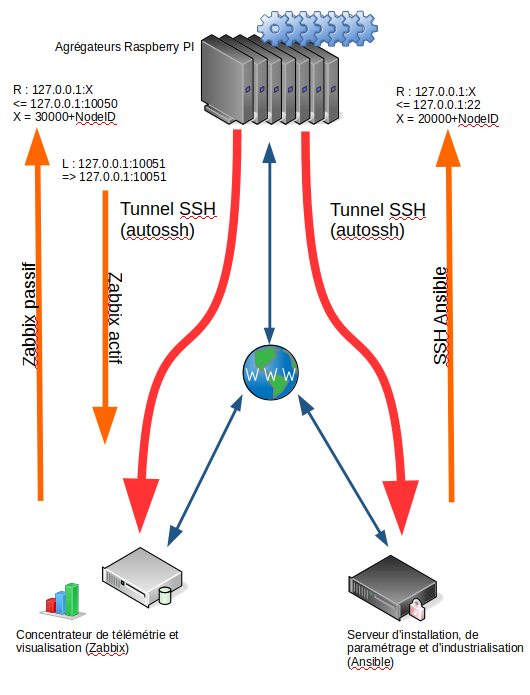 Agrégateurs Raspberry PI
R : 127.0.0.1:X
<= 127.0.0.1:10050
X = 30000+NodeID
R : 127.0.0.1:X
<= 127.0.0.1:22
X = 20000+NodeID
L : 127.0.0.1:10051
=> 127.0.0.1:10051
Tunnel SSH
(autossh)
Tunnel SSH
(autossh)
Zabbix passif
Zabbix actif
SSH Ansible
WWW
Concentrateur de télémétrie et
visualisation (Zabbix)
Serveur d'installation, de
paramétrage et d'industrialisation
(Ansible)